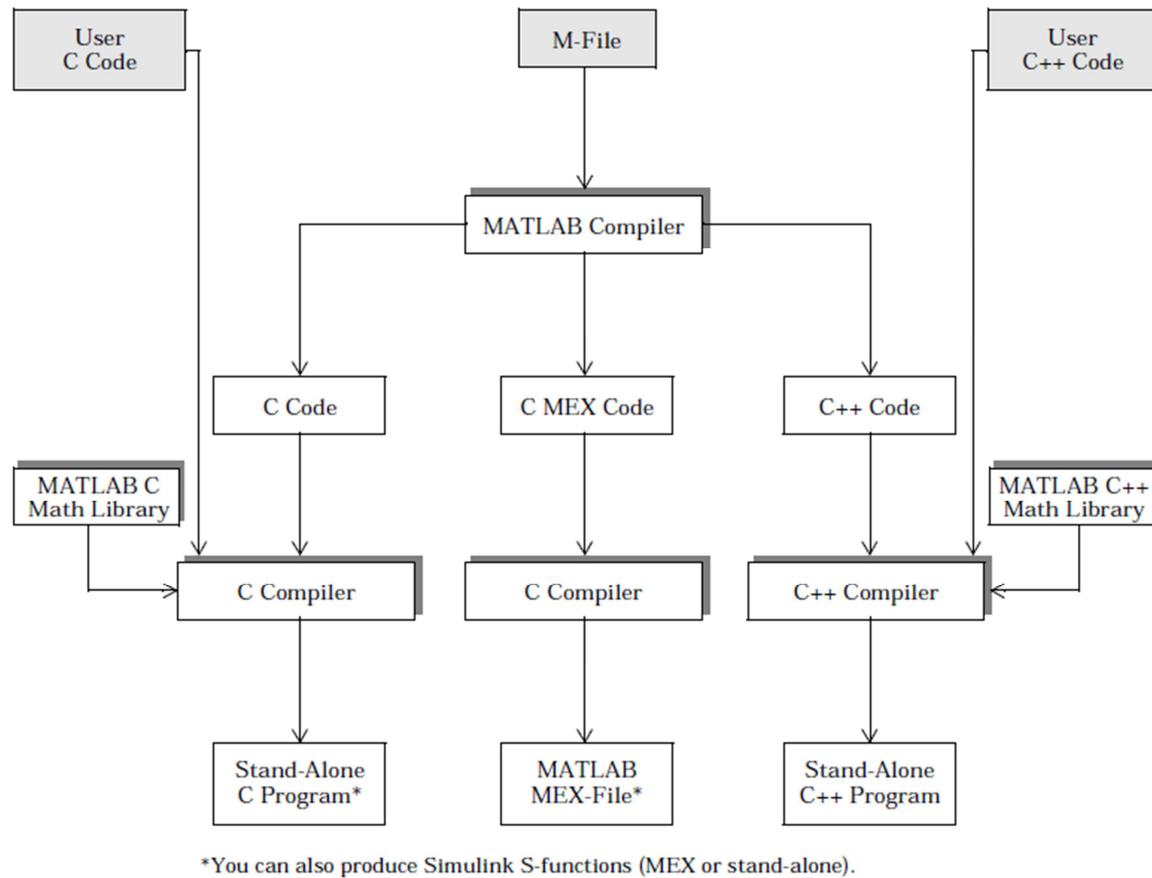 User
C Code
M-File
User
C++ Code
MATLAB Compiler
C Code
C MEX Code
C++ Code
MATLAB C
Math Library
MATLAB C++
Math Library
C Compiler
C Compiler
C++ Compiler
Stand-Alone
C Program*
MATLAB
MEX-File*
Stand-Alone
C++ Program
*You can also produce Simulink S-functions (MEX or stand-alone).